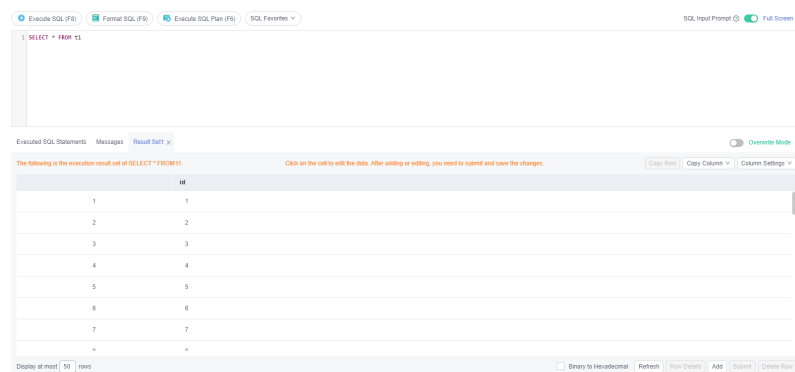 Execute SQL (F8) Format SQL (F9) Execute SQL Plan (F6) SQL Favorites SQL Input Prompt Full Screen
1 SELECT * FROM t1
Executed SQL Statements Messages Result Set1 Overwrite Mode
The following is the execution result set of SELECT * FROM t1. Click on the cell to edit the data. After adding or editing, you need to submit and save the changes. Copy Row Copy Column Column Settings
id
1 1
2 2
3 3
4 4
5 5
6 6
7 7
Display at most 50 rows Binary to Hexadecimal Refresh Row Details Add Submit Delete Row